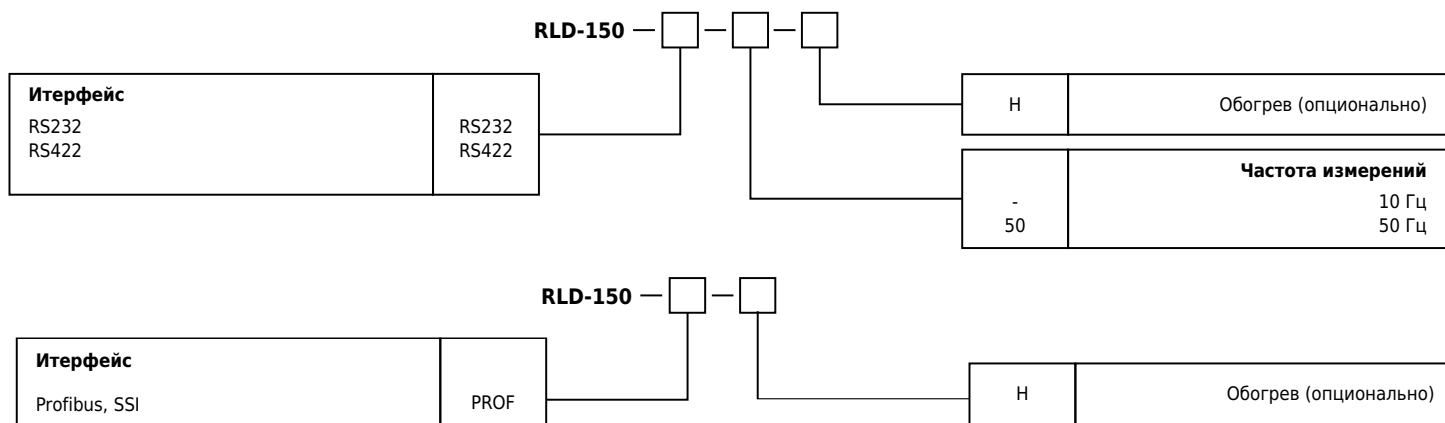 RLD-150 — —
Итерфейс
RS232 RS232
RS422 RS422
H Обогрев (опционально)
Частота измерений
- 10 Гц
50 50 Гц
RLD-150 — —
Итерфейс
Profibus, SSI PROF
H Обогрев (опционально)